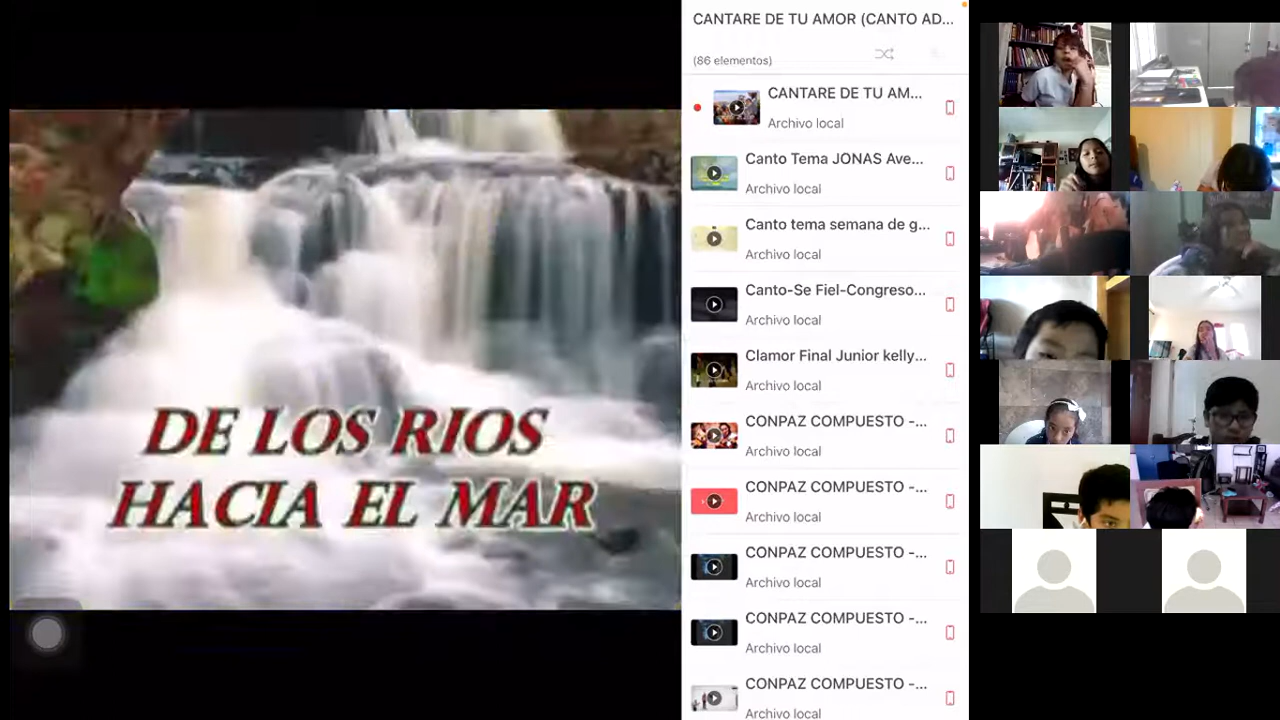 DE LOS RIOS
HACIA EL MAR
CANTARE DE TU AMOR (CANTO AD...
(86 elementos)
CANTARE DE TU AM...
Archivo local
Canto Tema JONAS Ave...
Archivo local
Canto tema semana de g...
Archivo local
Canto-Se Fiel-Congreso...
Archivo local
Clamor Final Junior kelly...
Archivo local
CONPAZ COMPUESTO -...
Archivo local
CONPAZ COMPUESTO -...
Archivo local
CONPAZ COMPUESTO -...
Archivo local
CONPAZ COMPUESTO -...
Archivo local
CONPAZ COMPUESTO -...
Archivo local